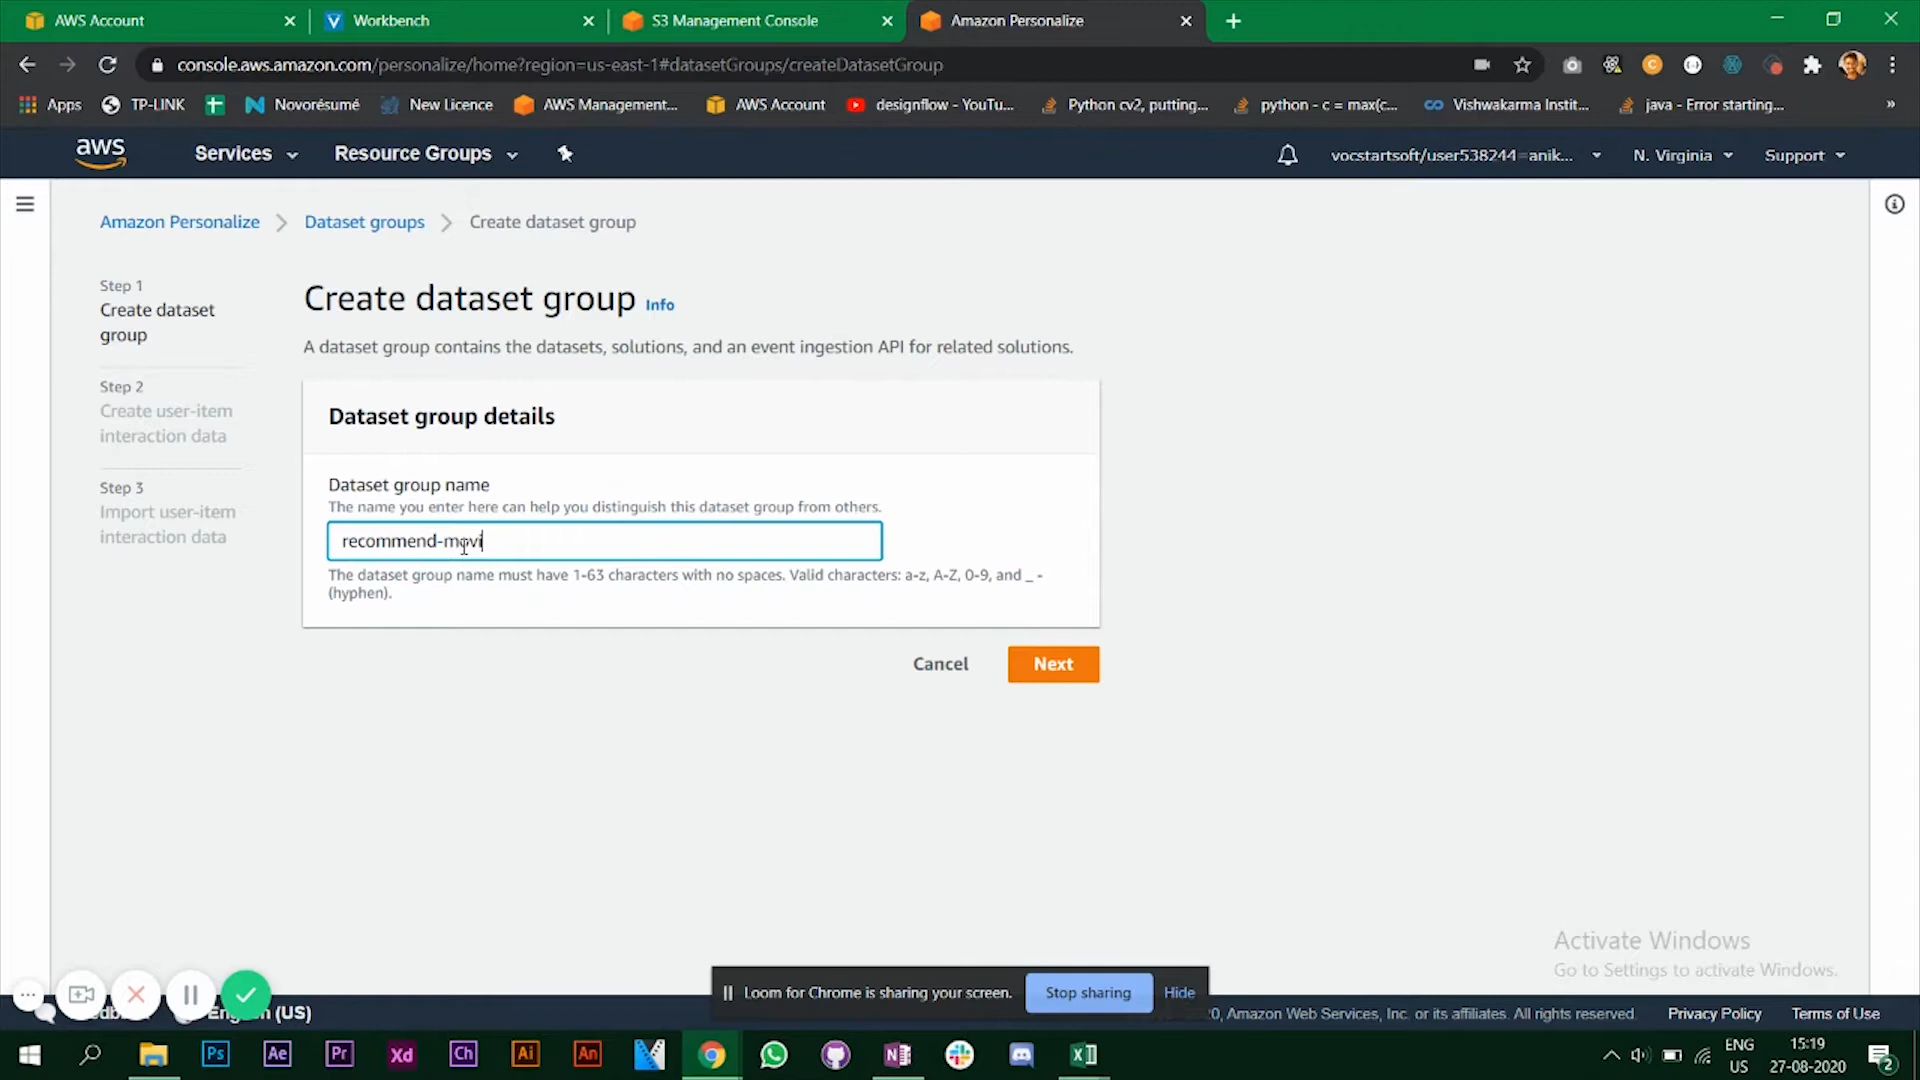 AWS Account
Workbench
S3 Management Console
Amazon Personalize
console.aws.amazon.com/personalize/home?region=us-east-1#datasetGroups/createDatasetGroup
Apps
TP-LINK
Novorésumé
New Licence
AWS Management...
AWS Account
designflow - YouTu...
Python cv2, putting...
python - c = max(c...
Vishwakarma Instit...
java - Error starting...
»
aws
Services
Resource Groups
vocstartsoft/user538244=anik...
N. Virginia
Support
Amazon Personalize
Dataset groups
Create dataset group
Step 1
Create dataset
group
Step 2
Create user-item
interaction data
Step 3
Import user-item
interaction data
Create dataset group Info
A dataset group contains the datasets, solutions, and an event ingestion API for related solutions.
Dataset group details
Dataset group name
The name you enter here can help you distinguish this dataset group from others.
recommend-movi
The dataset group name must have 1-63 characters with no spaces. Valid characters: a-z, A-Z, 0-9, and _ -
(hyphen).
Cancel
Next
Activate Windows
Go to Settings to activate Windows.
Loom for Chrome is sharing your screen.
Stop sharing
Hide
(US)
Amazon Web Services, Inc. or its affiliates. All rights reserved.
Privacy Policy
Terms of Use
Ps
Ae
Pr
Xd
Ch
Ai
An
ENG
US
15:19
27-08-2020
2